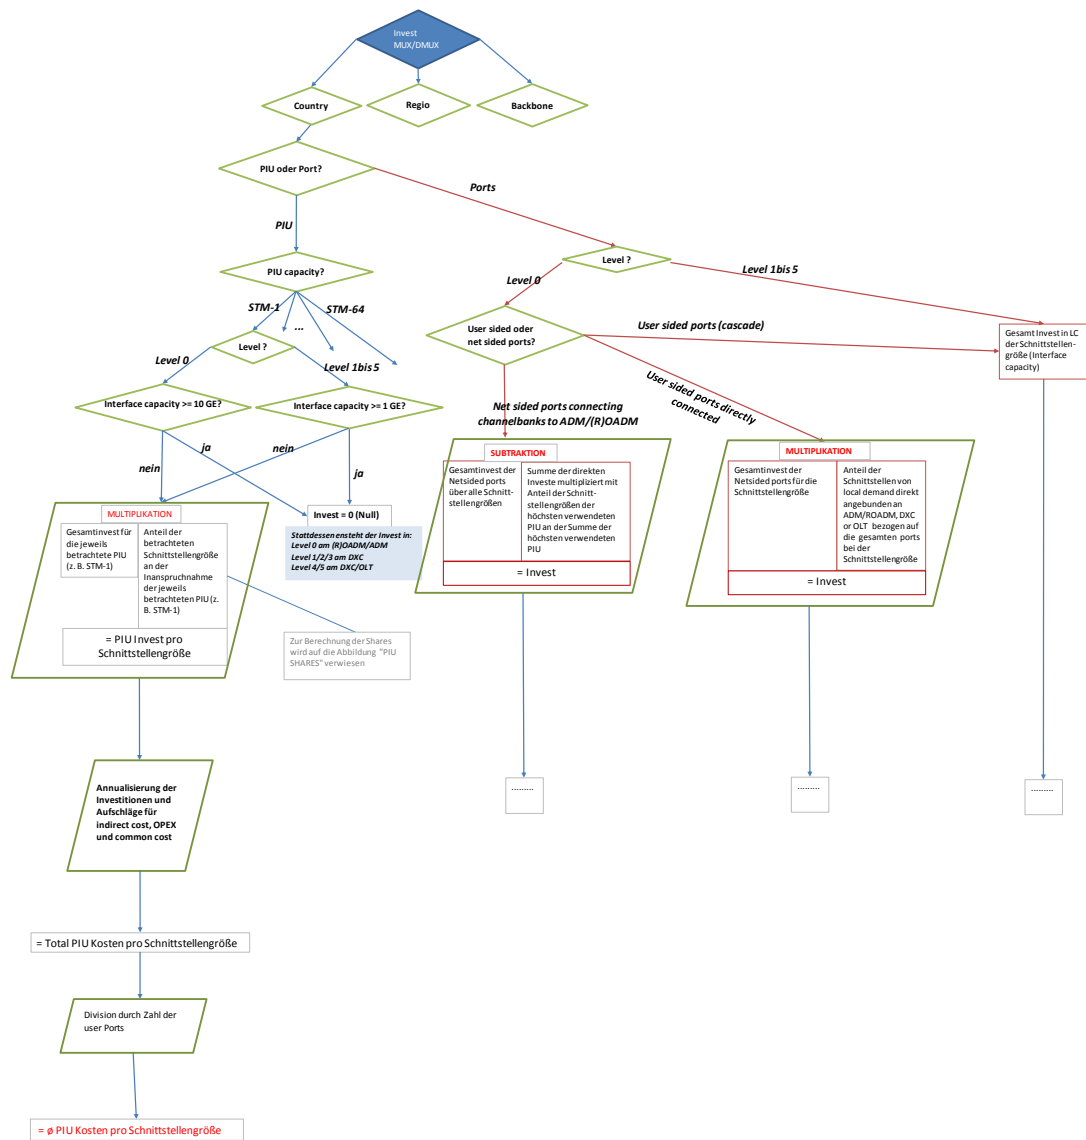 Invest
MUX/DMUX
Country
Regio
Backbone
PIU oder Port?
Ports
PIU
Level ?
PIU capacity?
Level 1bis 5
Level 0
STM-1
...
STM-64
User sided oder
net sided ports?
User sided ports (cascade)
Gesamt Invest in LC
der Schnittstellen-
größe (Interface
capacity)
Level ?
Level 0
Level 1bis 5
Interface capacity >= 10 GE?
Interface capacity >= 1 GE?
User sided ports directly
connected
Net sided ports connecting
channelbanks to ADM/(R)OADM
nein
ja
nein
ja
MULTIPLIKATION
Gesamtinvest für
die jeweils
betrachtete PIU
(z. B. STM-1)
Anteil der
betrachteten
Schnittstellengröße
an der
Inanspruchnahme
der jeweils
betrachteten PIU (z.
B. STM-1)
= PIU Invest pro
Schnittstellengröße
Invest = 0 (Null)
Stattdessen ensteht der Invest in:
Level 0 am (R)OADM/ADM
Level 1/2/3 am DXC
Level 4/5 am DXC/OLT
SUBTRAKTION
Gesamtinvest der
Netsided ports
über alle Schnitt-
stellengrößen
Summe der direkten
Investe multipliziert mit
Anteil der Schnitt-
stellengrößen der
höchsten verwendeten
PIU an der Summe der
höchsten verwendeten
PIU
= Invest
MULTIPLIKATION
Gesamtinvest der
Netsided ports für die
Schnittstellengröße
Anteil der
Schnittstellen von
local demand direkt
angebunden an
ADM/ROADM, DXC
or OLT bezogen auf
die gesamten ports
bei der
Schnittstellengröße
= Invest
Zur Berechnung der Shares
wird auf die Abbildung "PIU
SHARES" verwiesen
.........
.........
.........
Annualisierung der
Investitionen und
Aufschläge für
indirect cost, OPEX
und common cost
= Total PIU Kosten pro Schnittstellengröße
Division durch Zahl der
user Ports
= ø PIU Kosten pro Schnittstellengröße